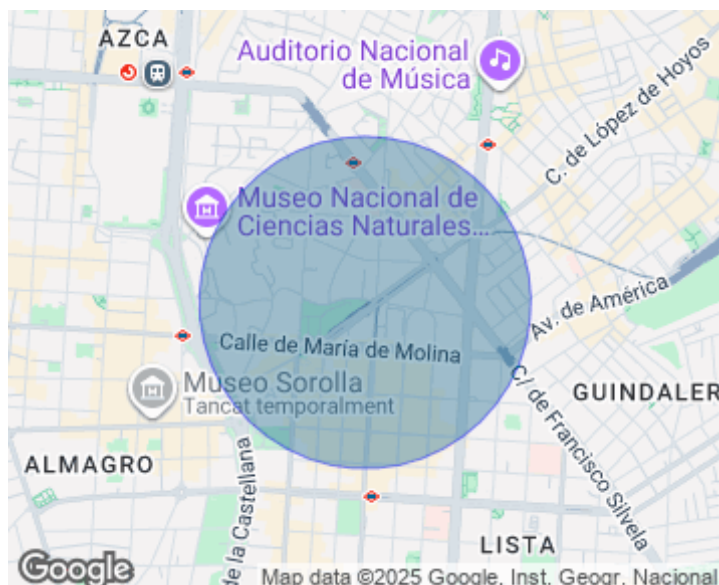 AZCA
Auditorio Nacional
de Música
C. de López de Hoyos
Museo Nacional de
Ciencias Naturales...
Av. de América
Calle de María de Molina
Museo Sorolla
Tancat temporalment
GUINDALER
C/ de Francisco Silvela
ALMAGRO
de la Castellana
LISTA
Google
Map data ©2025 Google, Inst. Geogr. Nacional